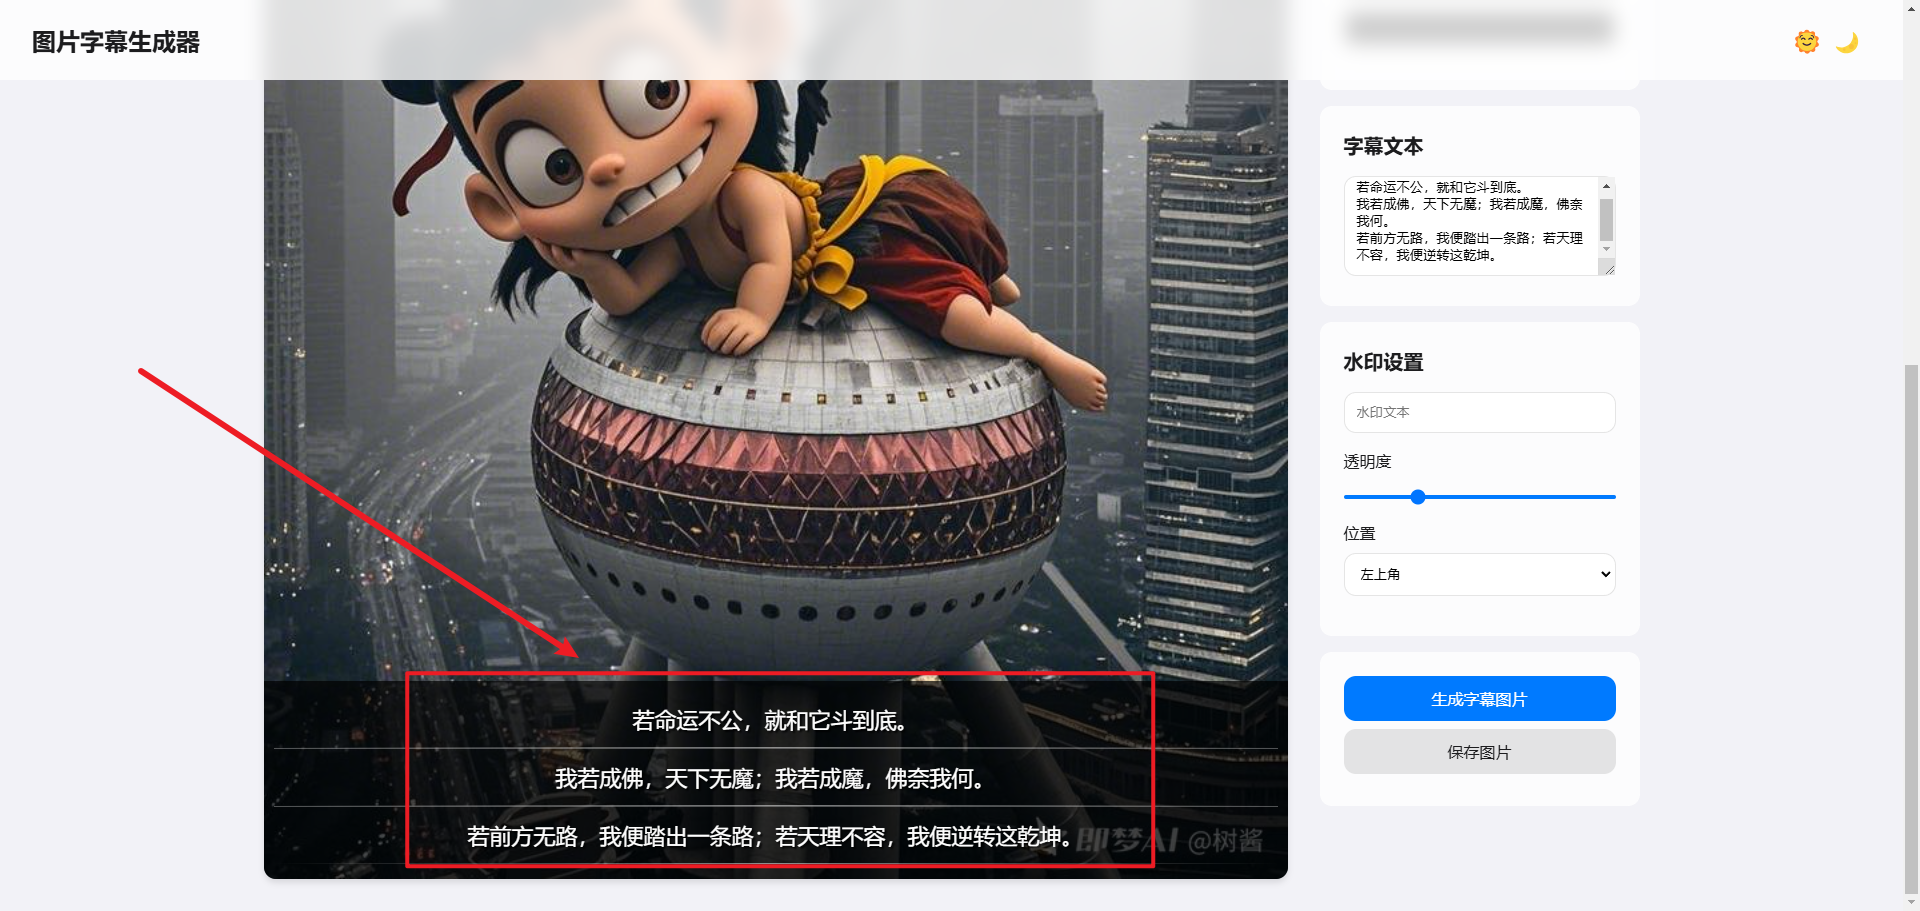 图片字幕生成器
字幕文本
若命运不公，就和它斗到底。
我若成佛，天下无魔；我若成魔，佛奈
我何。
若前方无路，我便踏出一条路；若天理
不容，我便逆转这乾坤。
水印设置
水印文本
透明度
位置
左上角
生成字幕图片
保存图片
若命运不公，就和它斗到底。
我若成佛，天下无魔；我若成魔，佛奈我何。
若前方无路，我便踏出一条路；若天理不容，我便逆转这乾坤。
即梦AI @树酱